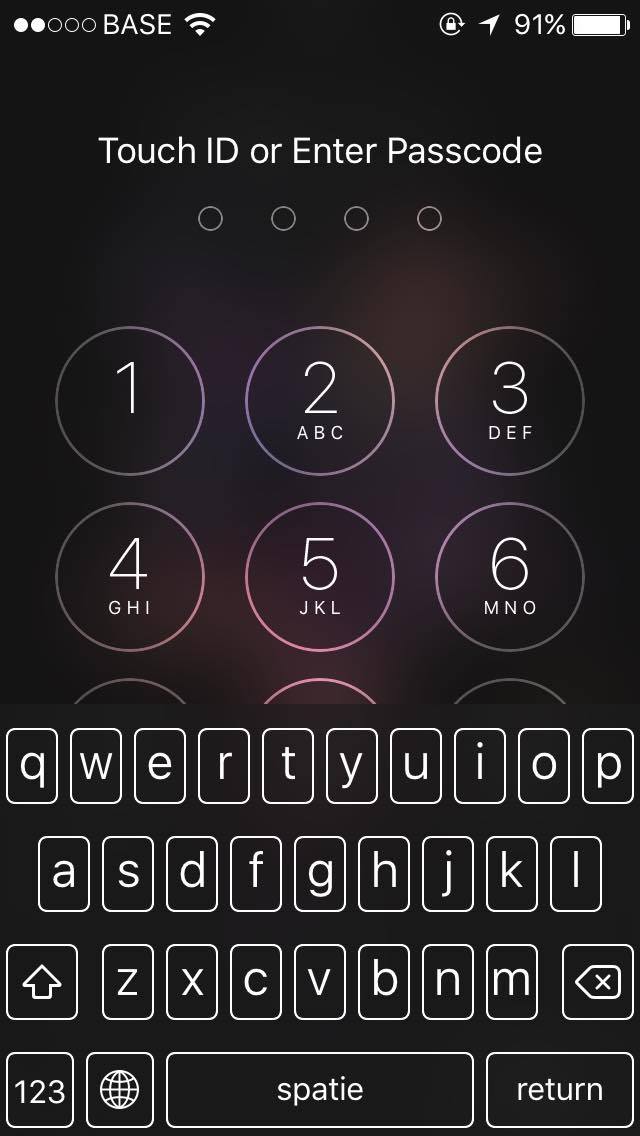 BASE 91%
Touch ID or Enter Passcode
1 2 3
ABC DEF
4 5 6
GHI JKL MNO
q w e r t y u i o p
a s d f g h j k l
z x c v b n m
123 spatie return